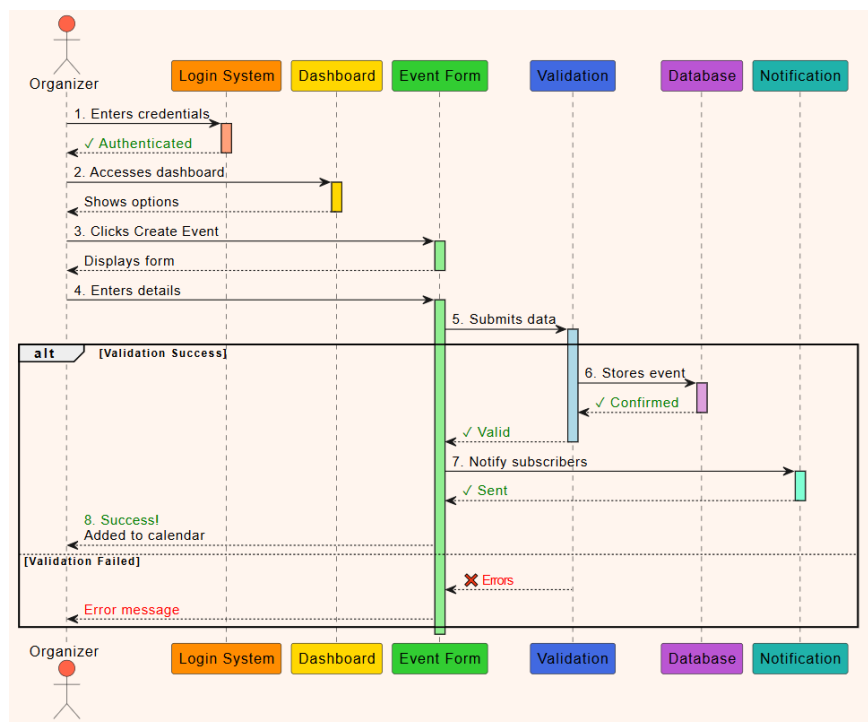 Organizer
Login System
Dashboard
Event Form
Validation
Database
Notification
1. Enters credentials
✓ Authenticated
2. Accesses dashboard
Shows options
3. Clicks Create Event
Displays form
4. Enters details
5. Submits data
alt
[Validation Success]
6. Stores event
✓ Confirmed
✓ Valid
7. Notify subscribers
✓ Sent
8. Success!
Added to calendar
[Validation Failed]
❌ Errors
Error message
Organizer
Login System
Dashboard
Event Form
Validation
Database
Notification